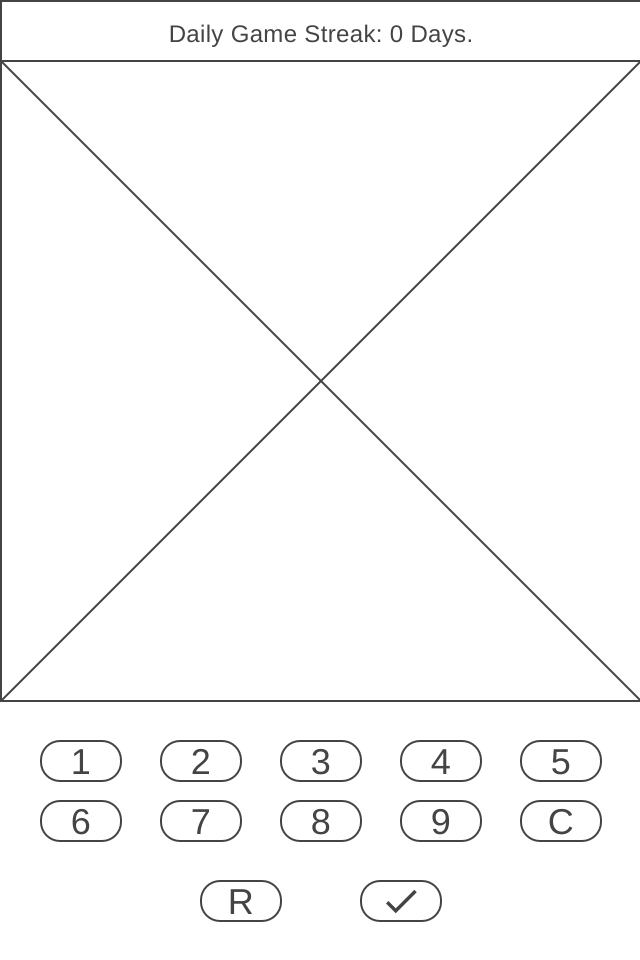 Daily Game Streak: 0 Days.
1 2 3 4 5
6 7 8 9 C
R ✓